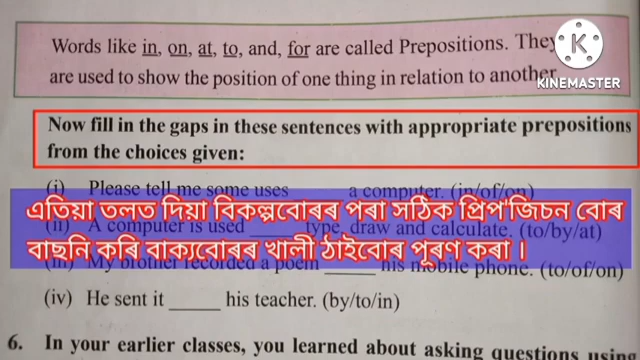 Words like in, on, at, to, and, for are called Prepositions. They
are used to show the position of one thing in relation to another
KINEMASTER
Now fill in the gaps in these sentences with appropriate prepositions
from the choices given:
(i) Please tell me some uses _____ a computer. (in/of/on)
এতিয়া তলত দিয়া বিকল্পবোৰৰ পৰা সঠিক প্ৰিপ'জিচন বোৰ
(ii) A computer is used _____ type, draw and calculate. (to/by/at)
বাছনি কৰি বাক্যবোৰৰ খালী ঠাইবোৰ পূৰণ কৰা ।
(iii) My brother recorded a poem _____ his mobile phone. (to/of/on)
(iv) He sent it _____ his teacher. (by/to/in)
6. In your earlier classes, you learned about asking questions using